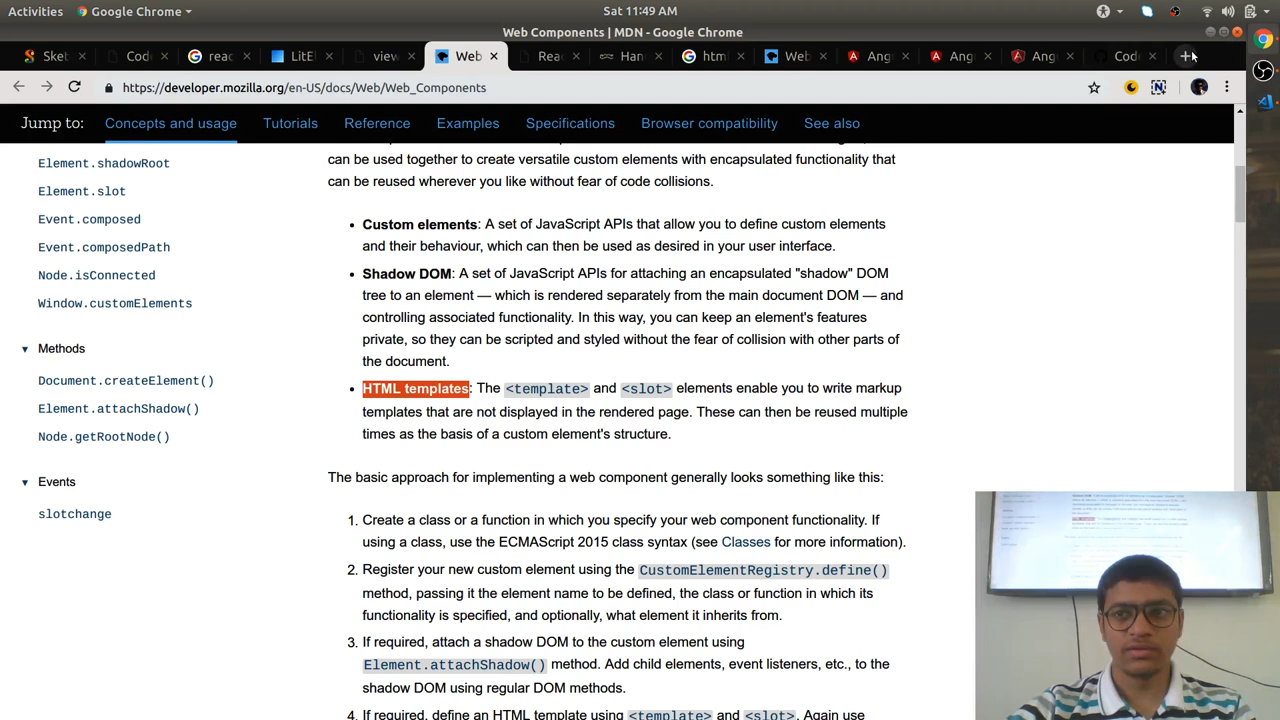 Activities Google Chrome Sat 11:49 AM
Web Components | MDN - Google Chrome
Sket Code reac LitEl view Web Rea Han html Web Ang Ang Ang Code
https://developer.mozilla.org/en-US/docs/Web/Web_Components
Jump to: Concepts and usage Tutorials Reference Examples Specifications Browser compatibility See also
Element.shadowRoot
Element.slot
Event.composed
Event.composedPath
Node.isConnected
Window.customElements
Methods
Document.createElement()
Element.attachShadow()
Node.getRootNode()
Events
slotchange
can be used together to create versatile custom elements with encapsulated functionality that
can be reused wherever you like without fear of code collisions.
• Custom elements: A set of JavaScript APIs that allow you to define custom elements
and their behaviour, which can then be used as desired in your user interface.
• Shadow DOM: A set of JavaScript APIs for attaching an encapsulated "shadow" DOM
tree to an element — which is rendered separately from the main document DOM — and
controlling associated functionality. In this way, you can keep an element's features
private, so they can be scripted and styled without the fear of collision with other parts of
the document.
• HTML templates: The <template> and <slot> elements enable you to write markup
templates that are not displayed in the rendered page. These can then be reused multiple
times as the basis of a custom element's structure.
The basic approach for implementing a web component generally looks something like this:
1. Create a class or a function in which you specify your web component functionality. If
using a class, use the ECMAScript 2015 class syntax (see Classes for more information).
2. Register your new custom element using the CustomElementRegistry.define()
method, passing it the element name to be defined, the class or function in which its
functionality is specified, and optionally, what element it inherits from.
3. If required, attach a shadow DOM to the custom element using
Element.attachShadow() method. Add child elements, event listeners, etc., to the
shadow DOM using regular DOM methods.
4. If required, define an HTML template using <template> and <slot>. Again use